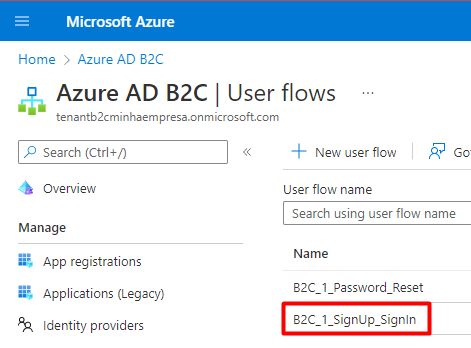 Microsoft Azure
Home > Azure AD B2C
Azure AD B2C | User flows ...
tenantb2cminhaempresa.onmicrosoft.com
Search (Ctrl+/) «
Overview
Manage
App registrations
Applications (Legacy)
Identity providers
+ New user flow Got
User flow name
Search using user flow name
Name
B2C_1_Password_Reset
B2C_1_SignUp_SignIn